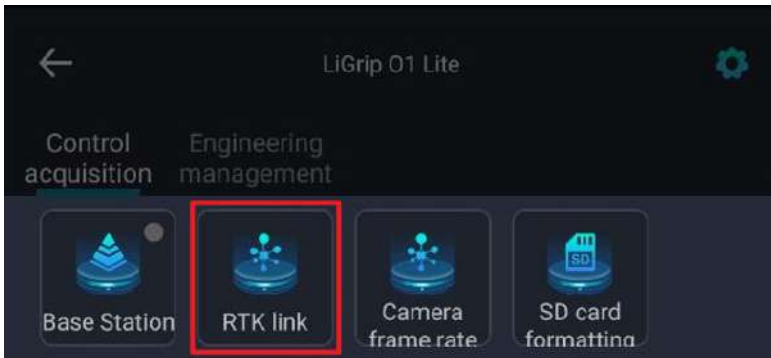 LiGrip O1 Lite
Control
acquisition
Engineering
management
Base Station
RTK link
Camera
frame rate
SD
SD card
formatting